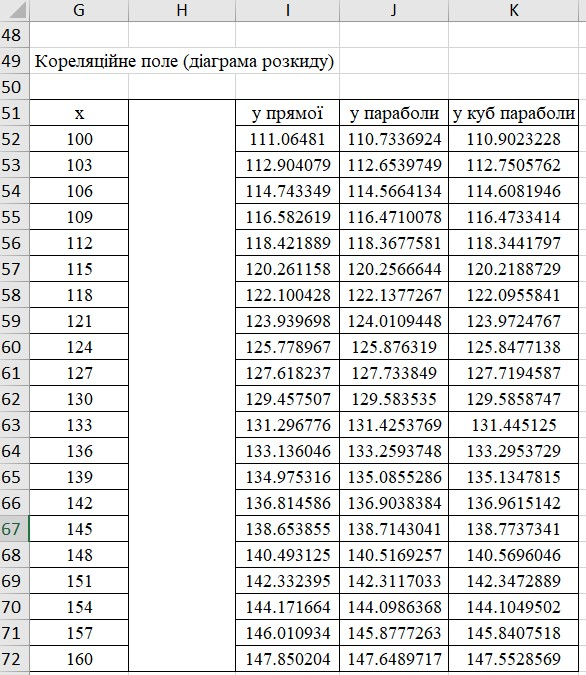 G H I J K
48
49 Кореляційне поле (діаграма розкиду)
50
51 x у прямої у параболи у куб параболи
52 100 111.06481 110.7336924 110.9023228
53 103 112.904079 112.6539749 112.7505762
54 106 114.743349 114.5664134 114.6081946
55 109 116.582619 116.4710078 116.4733414
56 112 118.421889 118.3677581 118.3441797
57 115 120.261158 120.2566644 120.2188729
58 118 122.100428 122.1377267 122.0955841
59 121 123.939698 124.0109448 123.9724767
60 124 125.778967 125.876319 125.8477138
61 127 127.618237 127.733849 127.7194587
62 130 129.457507 129.583535 129.5858747
63 133 131.296776 131.4253769 131.445125
64 136 133.136046 133.2593748 133.2953729
65 139 134.975316 135.0855286 135.1347815
66 142 136.814586 136.9038384 136.9615142
67 145 138.653855 138.7143041 138.7737341
68 148 140.493125 140.5169257 140.5696046
69 151 142.332395 142.3117033 142.3472889
70 154 144.171664 144.0986368 144.1049502
71 157 146.010934 145.8777263 145.8407518
72 160 147.850204 147.6489717 147.5528569